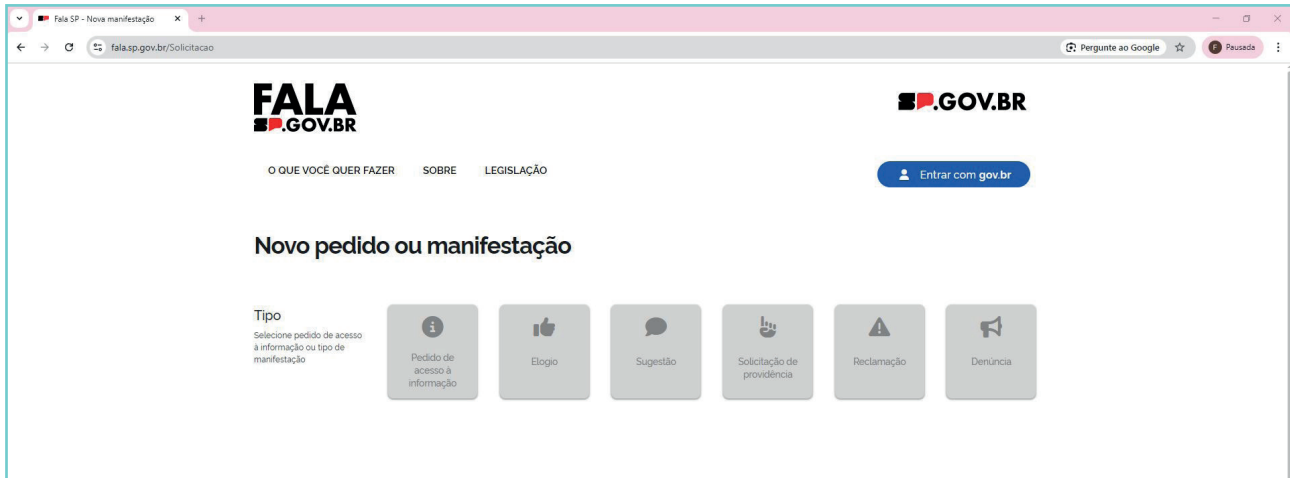 Fala SP - Nova manifestação
fala.sp.gov.br/Solicitacao
Pergunte ao Google
F
Pausada
FALA
SP.GOV.BR
SP.GOV.BR
O QUE VOCÊ QUER FAZER
SOBRE
LEGISLAÇÃO
Entrar com gov.br
Novo pedido ou manifestação
Tipo
Selecione pedido de acesso
à informação ou tipo de
manifestação
Pedido de
acesso à
informação
Elogio
Sugestão
Solicitação de
providência
Reclamação
Denúncia